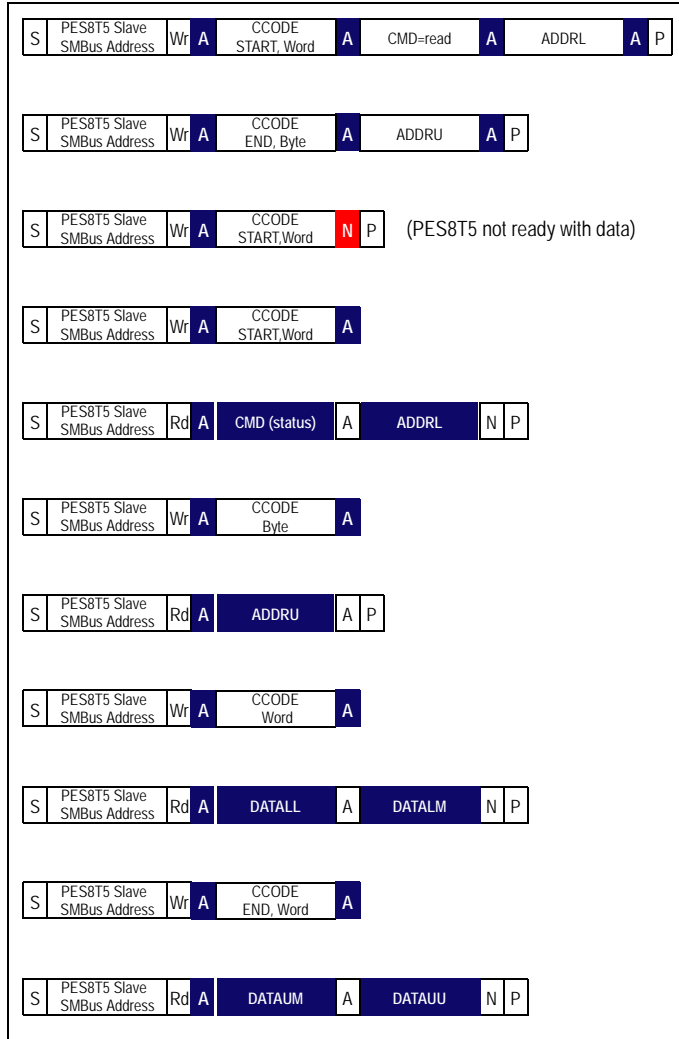 S PES8T5 Slave SMBus Address Wr A CCODE START, Word A CMD=read A ADDRL A P
S PES8T5 Slave SMBus Address Wr A CCODE END, Byte A ADDRU A P
S PES8T5 Slave SMBus Address Wr A CCODE START,Word N P (PES8T5 not ready with data)
S PES8T5 Slave SMBus Address Wr A CCODE START,Word A
S PES8T5 Slave SMBus Address Rd A CMD (status) A ADDRL N P
S PES8T5 Slave SMBus Address Wr A CCODE Byte A
S PES8T5 Slave SMBus Address Rd A ADDRU A P
S PES8T5 Slave SMBus Address Wr A CCODE Word A
S PES8T5 Slave SMBus Address Rd A DATALL A DATALM N P
S PES8T5 Slave SMBus Address Wr A CCODE END, Word A
S PES8T5 Slave SMBus Address Rd A DATAUM A DATAUU N P